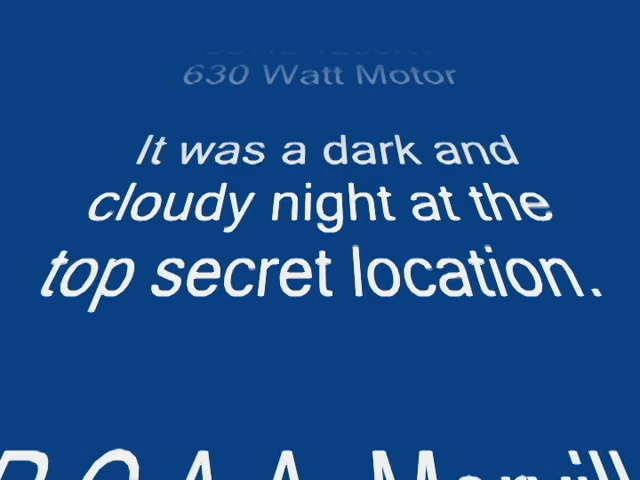 630 Watt Motor
It was a dark and
cloudy night at the
top secret location.